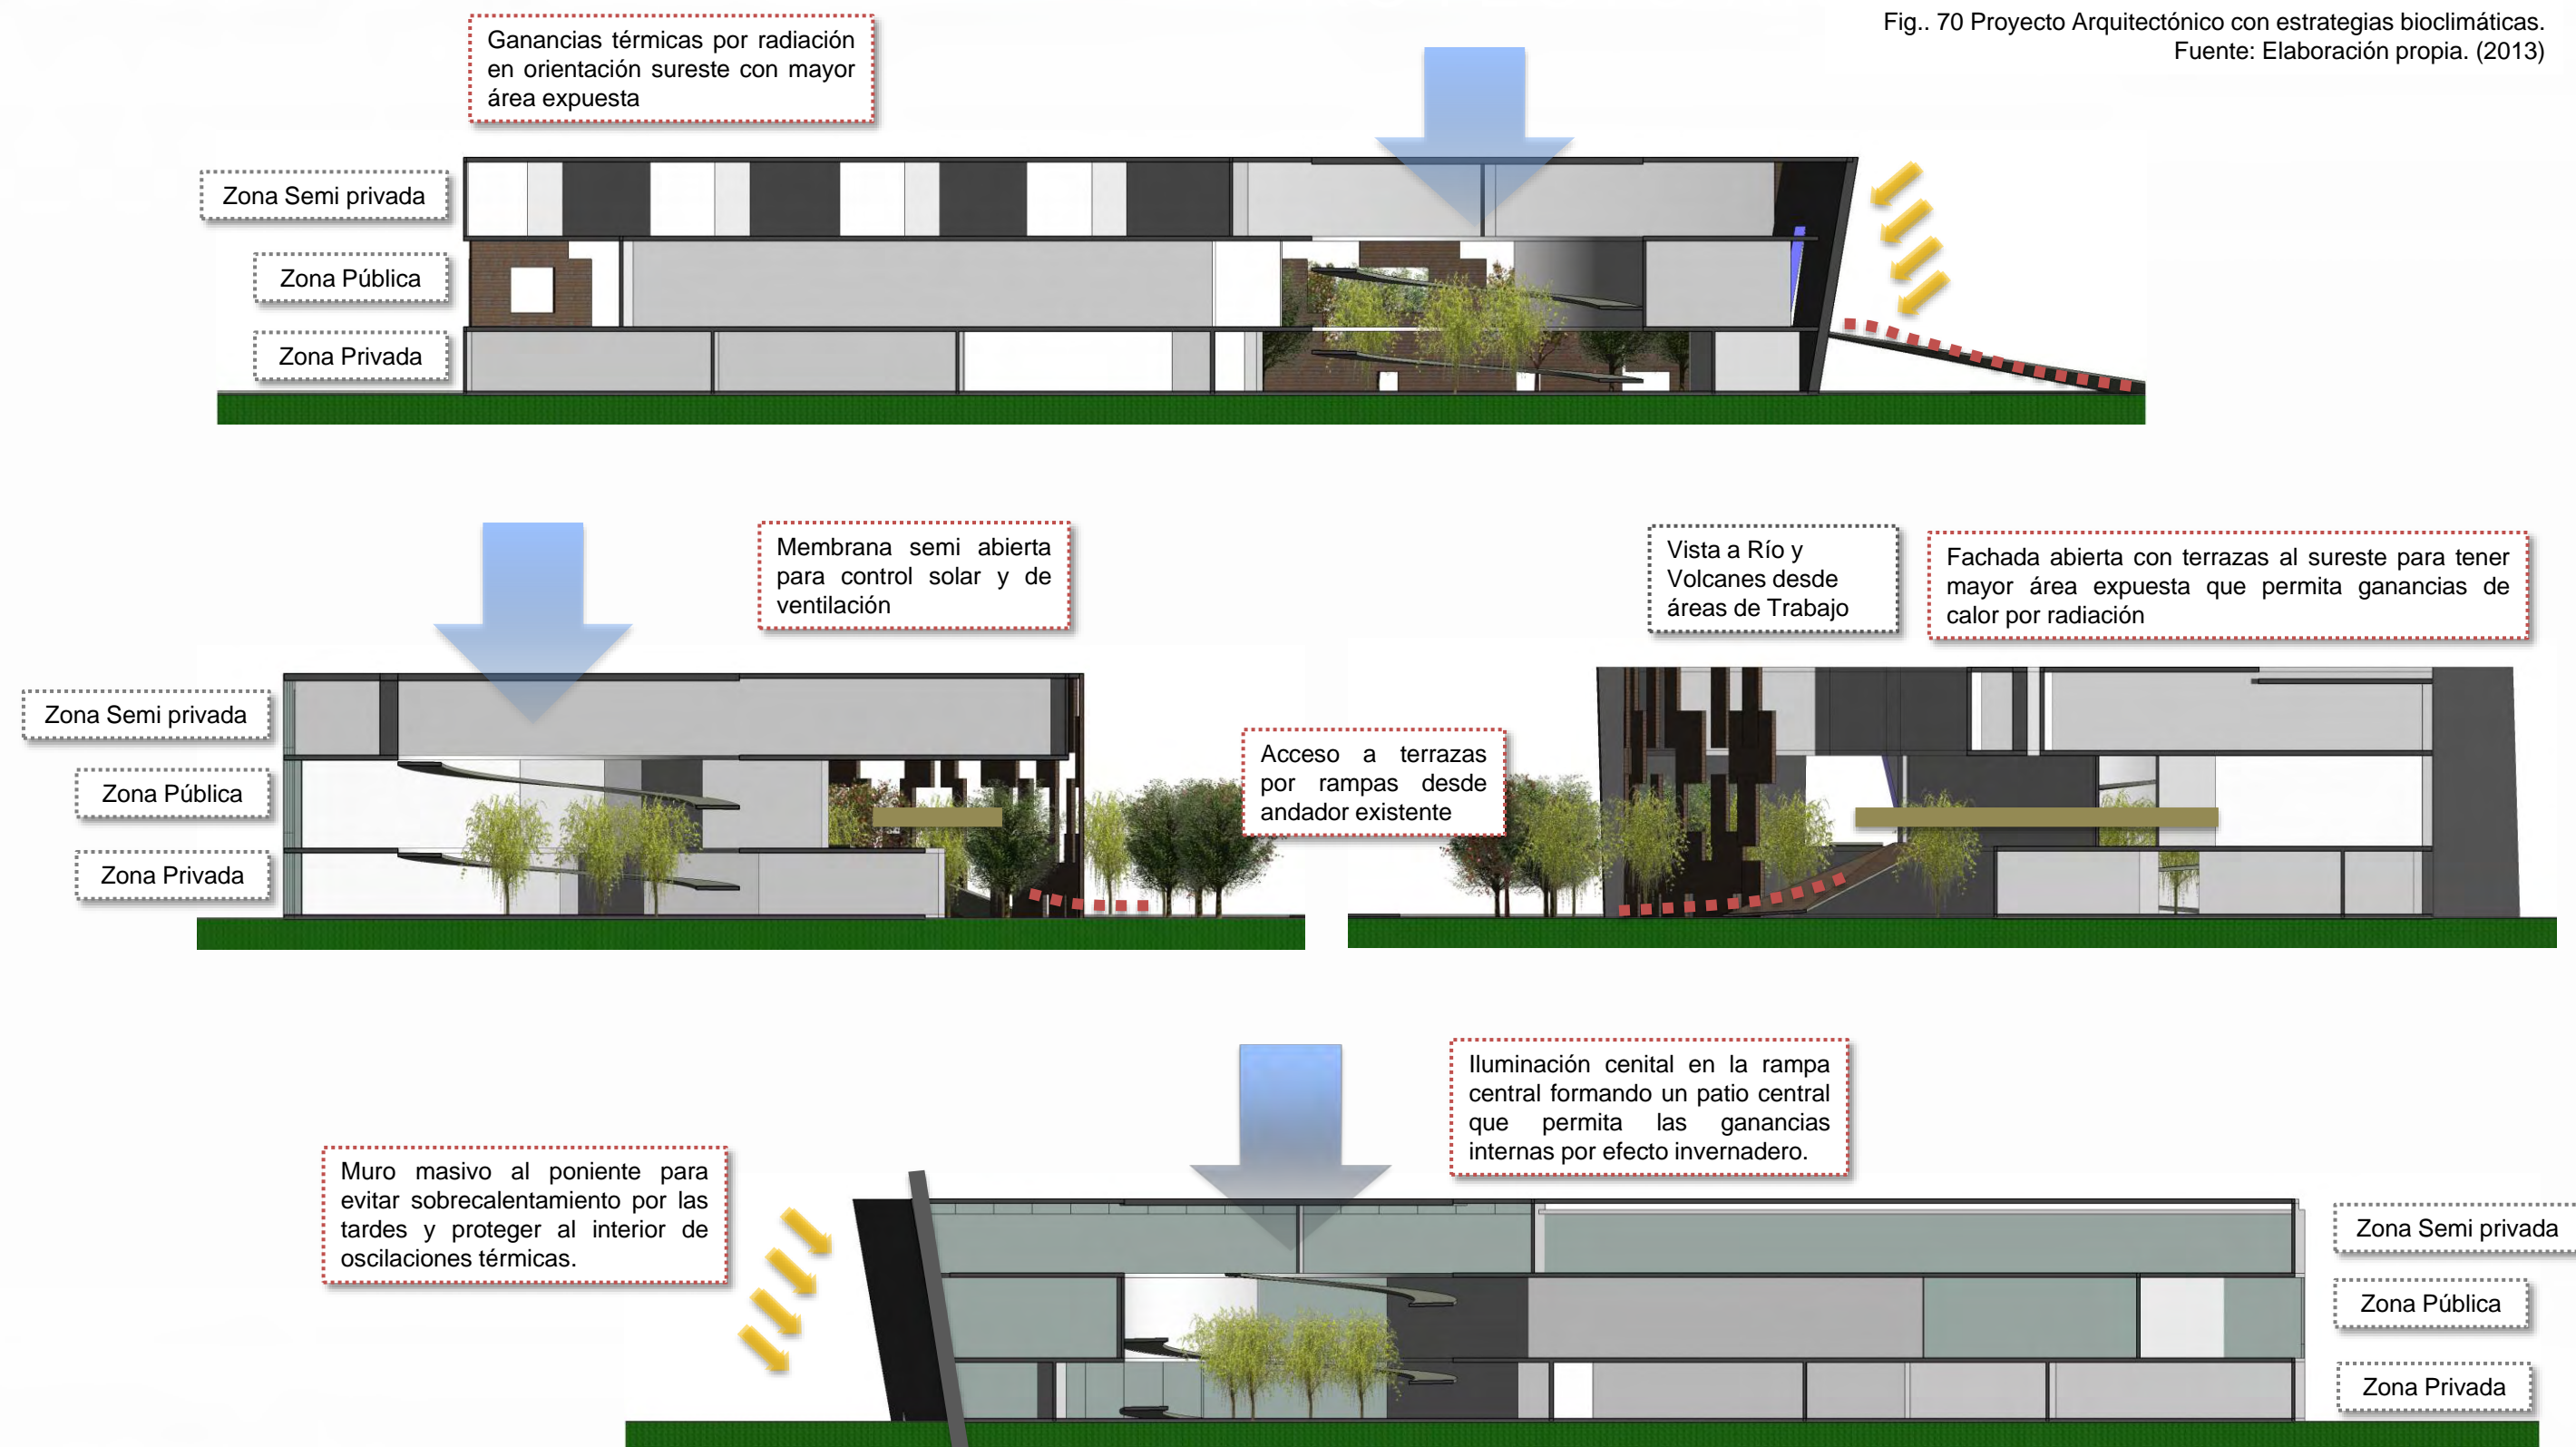 Fig.. 70 Proyecto Arquitectónico con estrategias bioclimáticas.
Fuente: Elaboración propia. (2013)
Ganancias térmicas por radiación
en orientación sureste con mayor
área expuesta
Zona Semi privada
Zona Pública
Zona Privada
Membrana semi abierta
para control solar y de
ventilación
Vista a Río y
Volcanes desde
áreas de Trabajo
Fachada abierta con terrazas al sureste para tener
mayor área expuesta que permita ganancias de
calor por radiación
Zona Semi privada
Zona Pública
Zona Privada
Acceso a terrazas
por rampas desde
andador existente
Iluminación cenital en la rampa
central formando un patio central
que permita las ganancias
internas por efecto invernadero.
Muro masivo al poniente para
evitar sobrecalentamiento por las
tardes y proteger al interior de
oscilaciones térmicas.
Zona Semi privada
Zona Pública
Zona Privada